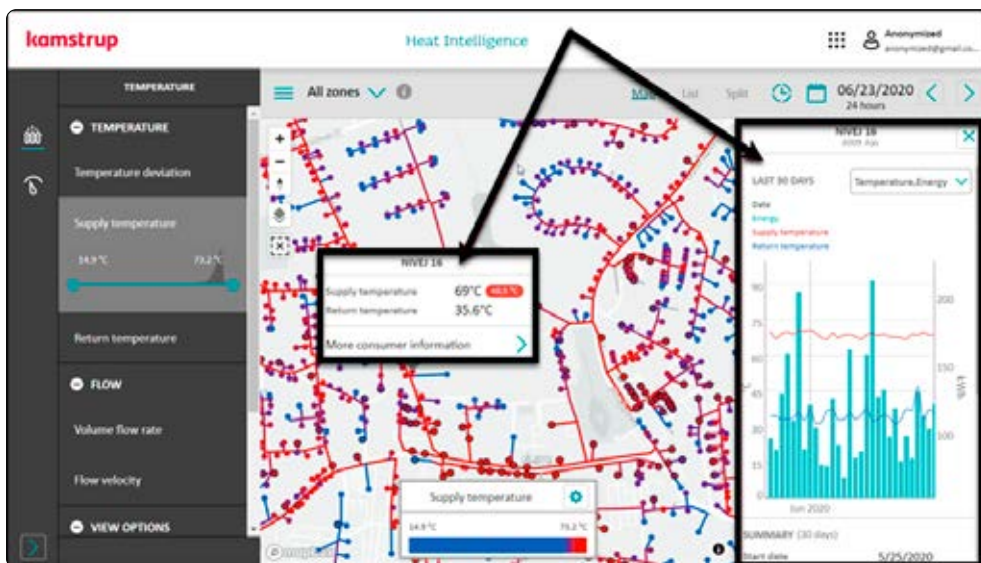 kamstrup
Heat Intelligence
Anonymized
TEMPERATURE
All zones
Map
List
Split
06/23/2020
24 hours
TEMPERATURE
Temperature deviation
Supply temperature
14.9 °C
73.2 °C
Return temperature
FLOW
Volume flow rate
Flow velocity
VIEW OPTIONS
NIVEJ 16
Supply temperature 69°C
Return temperature 35.6°C
More consumer information
Supply temperature
14.9 °C
73.2 °C
NIVEJ 16
LAST 30 DAYS
Temperature,Energy
Date
Energy
Supply temperature
Return temperature
90
75
60
45
30
15
0
°C
200
150
100
kWh
Jun 2020
SUMMARY (30 days)
Start date 5/25/2020